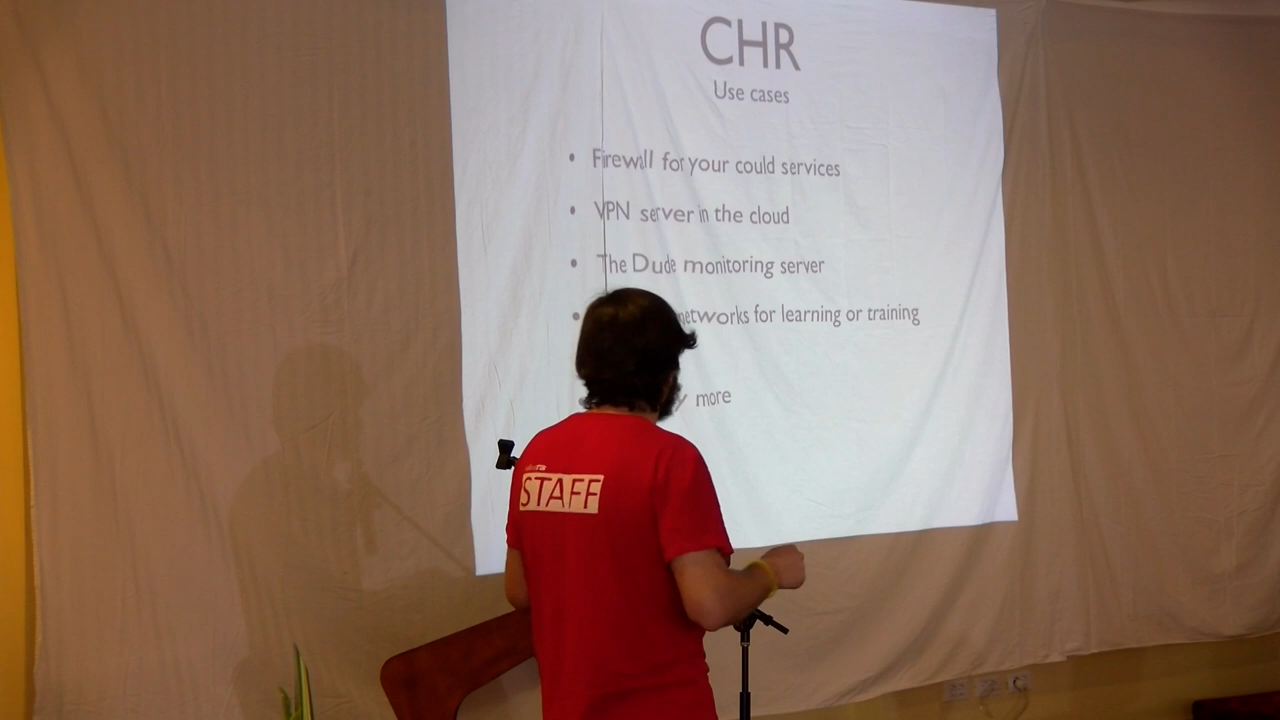 CHR
Use cases
• Firewall for your could services
• VPN server in the cloud
• The Dude monitoring server
• networks for learning or training
more
STAFF